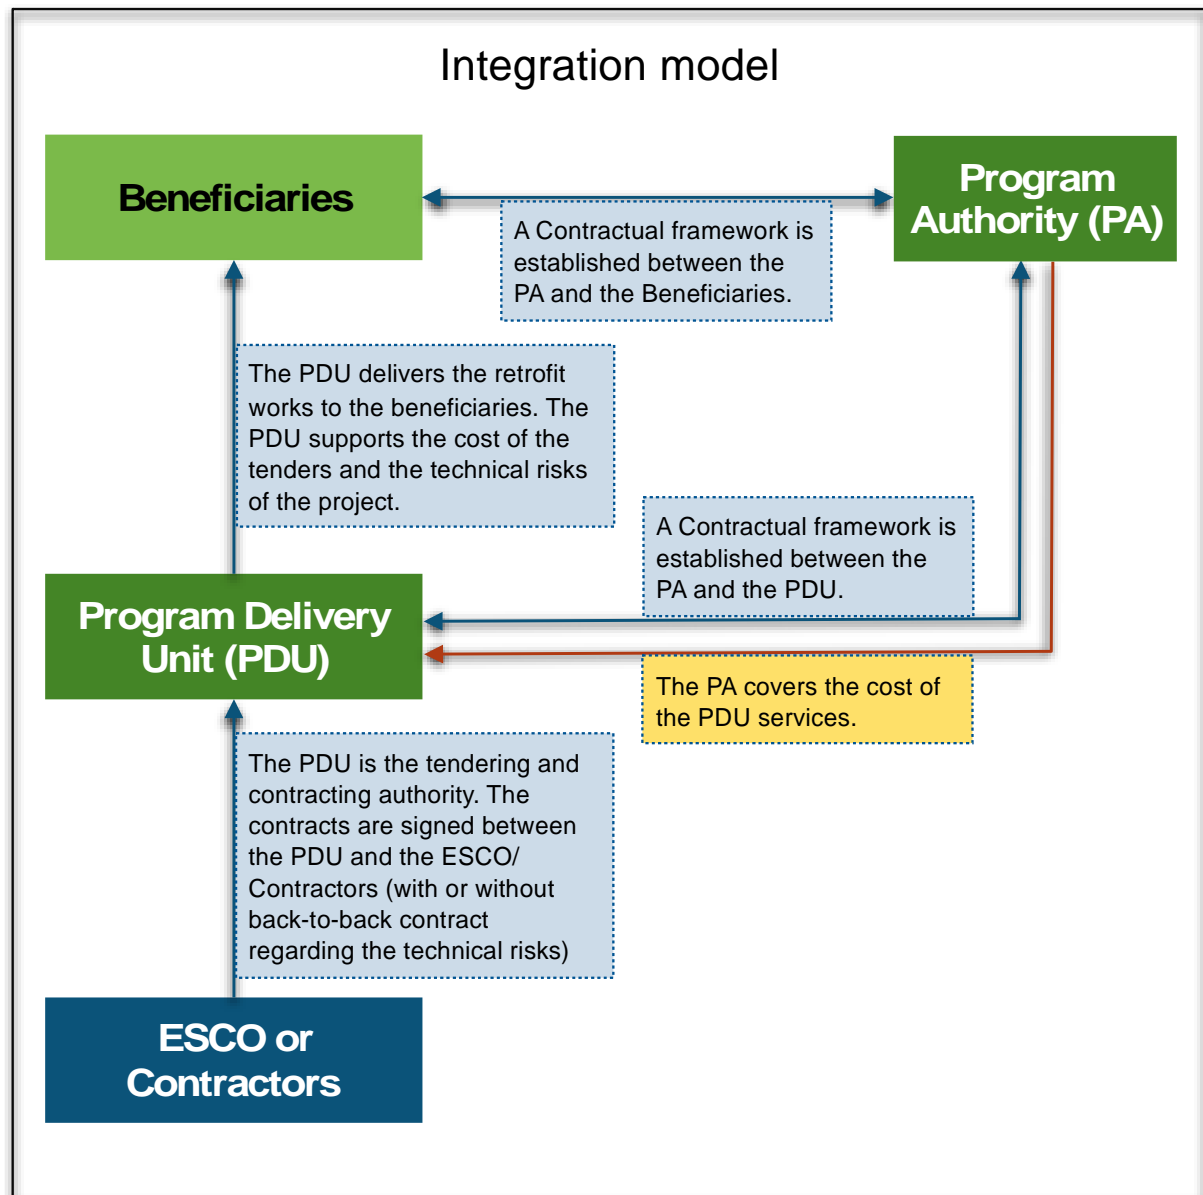 Integration model
Beneficiaries
Program
Authority (PA)
A Contractual framework is
established between the
PA and the Beneficiaries.
The PDU delivers the retrofit
works to the beneficiaries. The
PDU supports the cost of the
tenders and the technical risks
of the project.
A Contractual framework is
established between the
PA and the PDU.
Program Delivery
Unit (PDU)
The PA covers the cost of
the PDU services.
The PDU is the tendering and
contracting authority. The
contracts are signed between
the PDU and the ESCO/
Contractors (with or without
back-to-back contract
regarding the technical risks)
ESCO or
Contractors